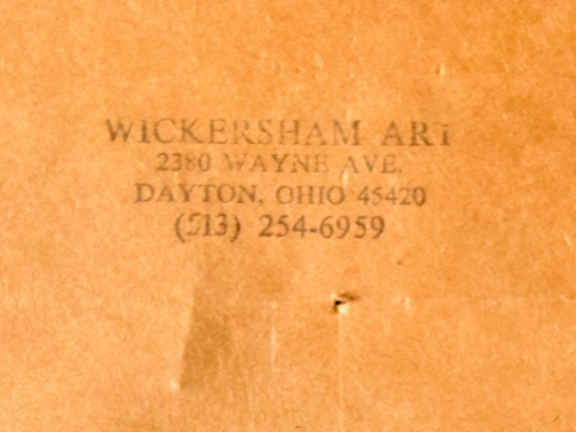 WICKERSHAM ART
2380 WAYNE AVE.
DAYTON, OHIO 45420
(513) 254-6959